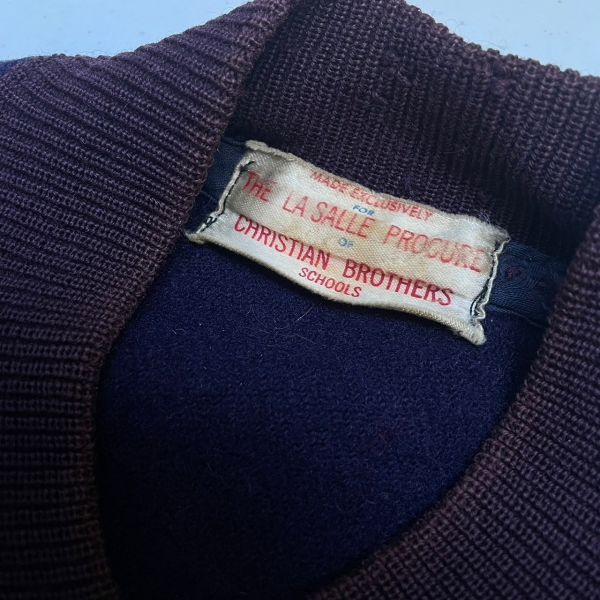 MADE EXCLUSIVELY
FOR
THE LA SALLE PROCURE
OF
CHRISTIAN BROTHERS
SCHOOLS